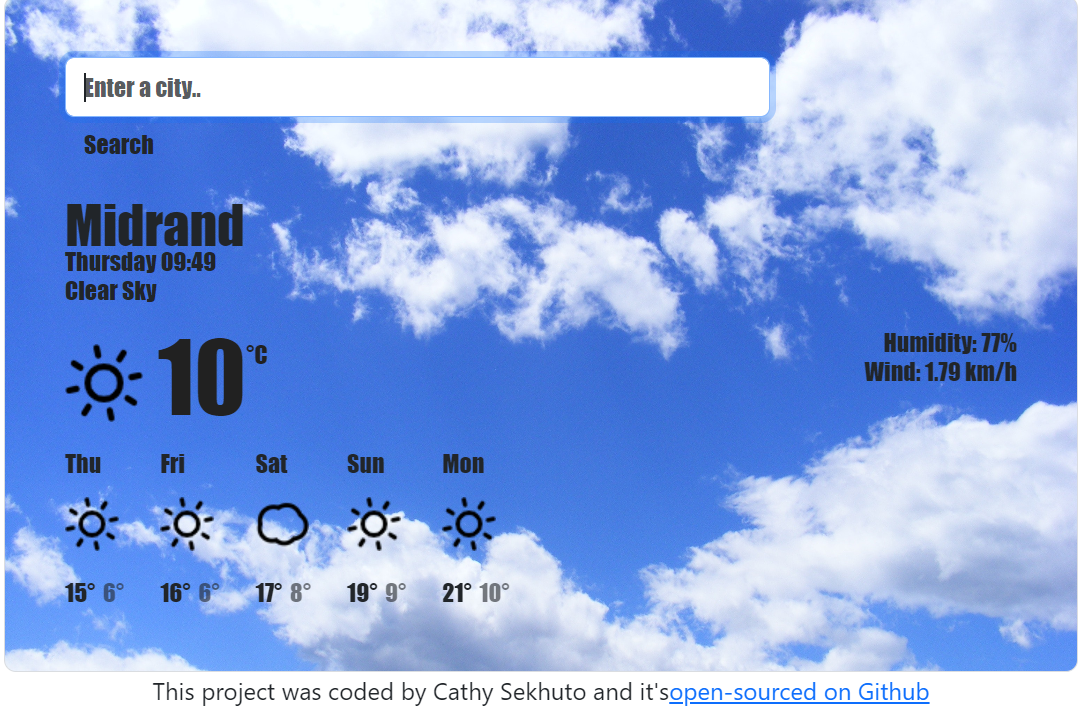 Enter a city..
Search
Midrand
Thursday 09:49
Clear Sky
10 °C
Humidity: 77%
Wind: 1.79 km/h
Thu Fri Sat Sun Mon
15° 6° 16° 6° 17° 8° 19° 9° 21° 10°
This project was coded by Cathy Sekhuto and it'sopen-sourced on Github